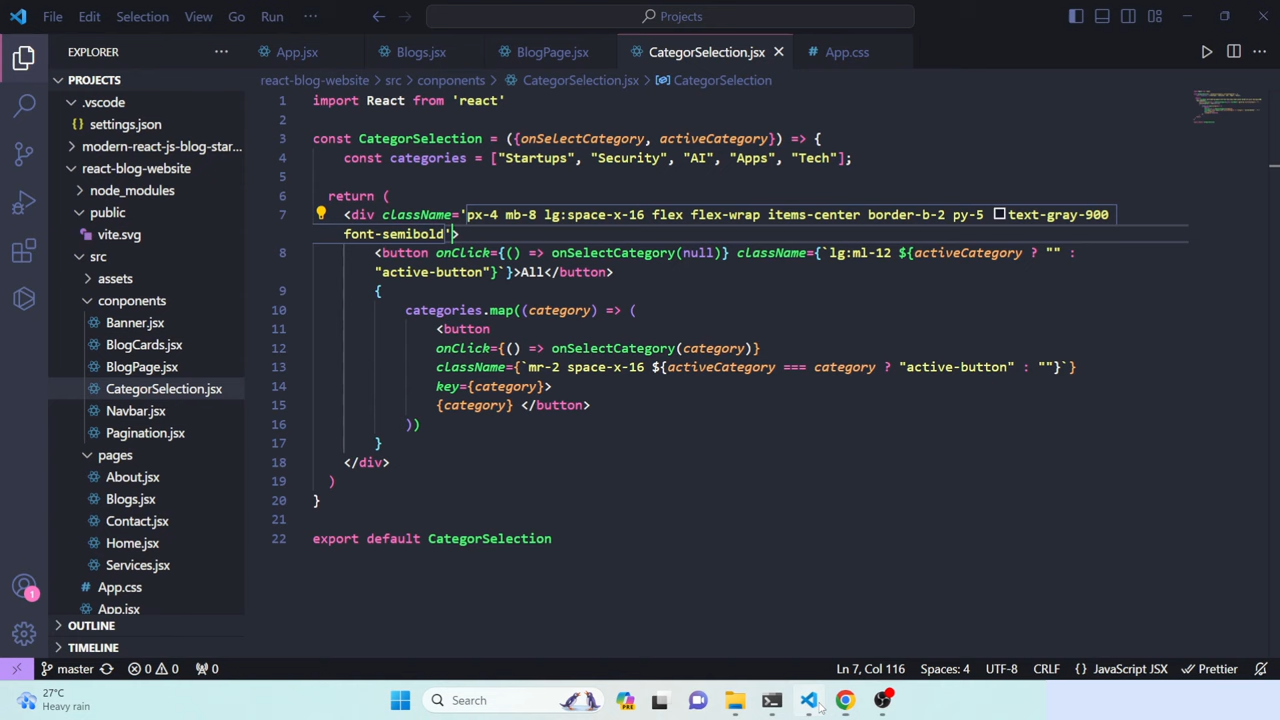 File Edit Selection View Go Run ··· Projects
EXPLORER ···
App.jsx Blogs.jsx BlogPage.jsx CategorSelection.jsx App.css
PROJECTS
react-blog-website > src > conponents > CategorSelection.jsx > CategorSelection
.vscode
settings.json
modern-react-js-blog-star...
react-blog-website
node_modules
public
vite.svg
src
assets
conponents
Banner.jsx
BlogCards.jsx
BlogPage.jsx
CategorSelection.jsx
Navbar.jsx
Pagination.jsx
pages
About.jsx
Blogs.jsx
Contact.jsx
Home.jsx
Services.jsx
App.css
App.jsx
OUTLINE
TIMELINE
1 import React from 'react'
2
3 const CategorSelection = ({onSelectCategory, activeCategory}) => {
4 const categories = ["Startups", "Security", "AI", "Apps", "Tech"];
5
6 return (
7 <div className='px-4 mb-8 lg:space-x-16 flex flex-wrap items-center border-b-2 py-5 text-gray-900
font-semibold'>
8 <button onClick={() => onSelectCategory(null)} className={`lg:ml-12 ${activeCategory ? "" :
"active-button"}`}>All</button>
9 {
10 categories.map((category) => (
11 <button
12 onClick={() => onSelectCategory(category)}
13 className={`mr-2 space-x-16 ${activeCategory === category ? "active-button" : ""}`}
14 key={category}>
15 {category} </button>
16 ))
17 }
18 </div>
19 )
20 }
21
22 export default CategorSelection
1
master 0 0 0 Ln 7, Col 116 Spaces: 4 UTF-8 CRLF {} JavaScript JSX Prettier
27°C
Heavy rain
Search
PRE